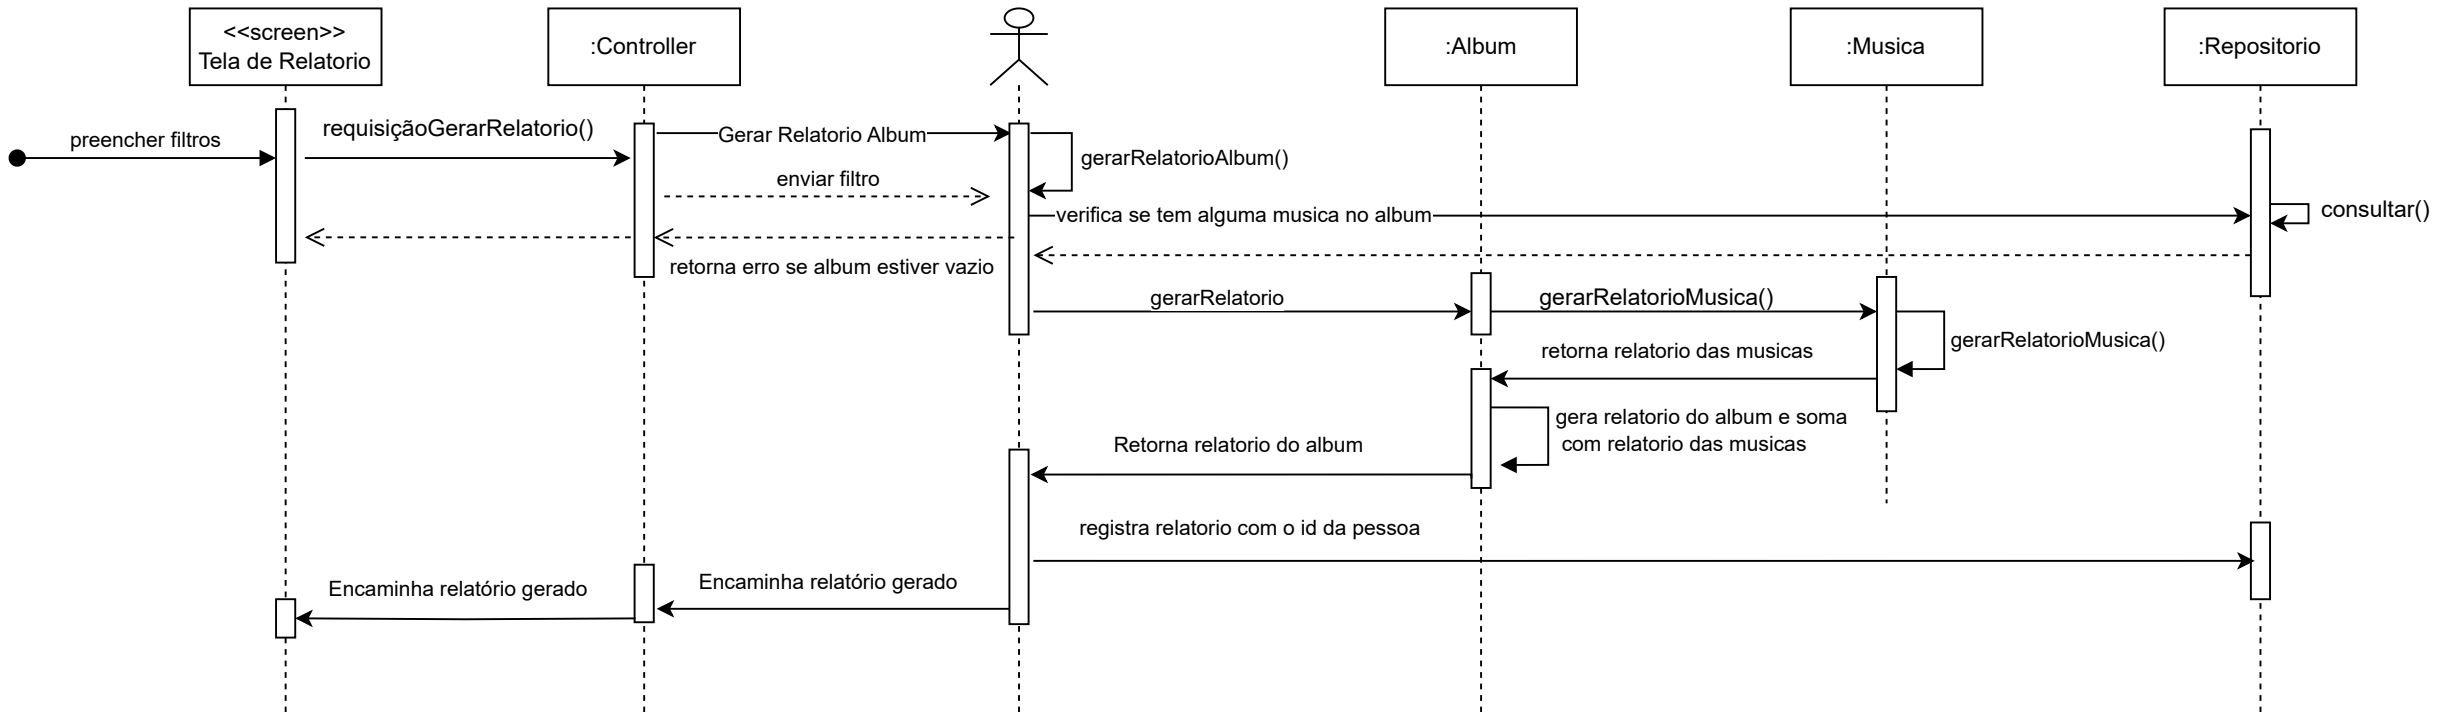 <<screen>>
Tela de Relatorio
:Controller
:Album
:Musica
:Repositorio
preencher filtros
requisiçãoGerarRelatorio()
Gerar Relatorio Album
gerarRelatorioAlbum()
enviar filtro
verifica se tem alguma musica no album
consultar()
retorna erro se album estiver vazio
gerarRelatorio
gerarRelatorioMusica()
gerarRelatorioMusica()
retorna relatorio das musicas
gera relatorio do album e soma
com relatorio das musicas
Retorna relatorio do album
registra relatorio com o id da pessoa
Encaminha relatório gerado
Encaminha relatório gerado